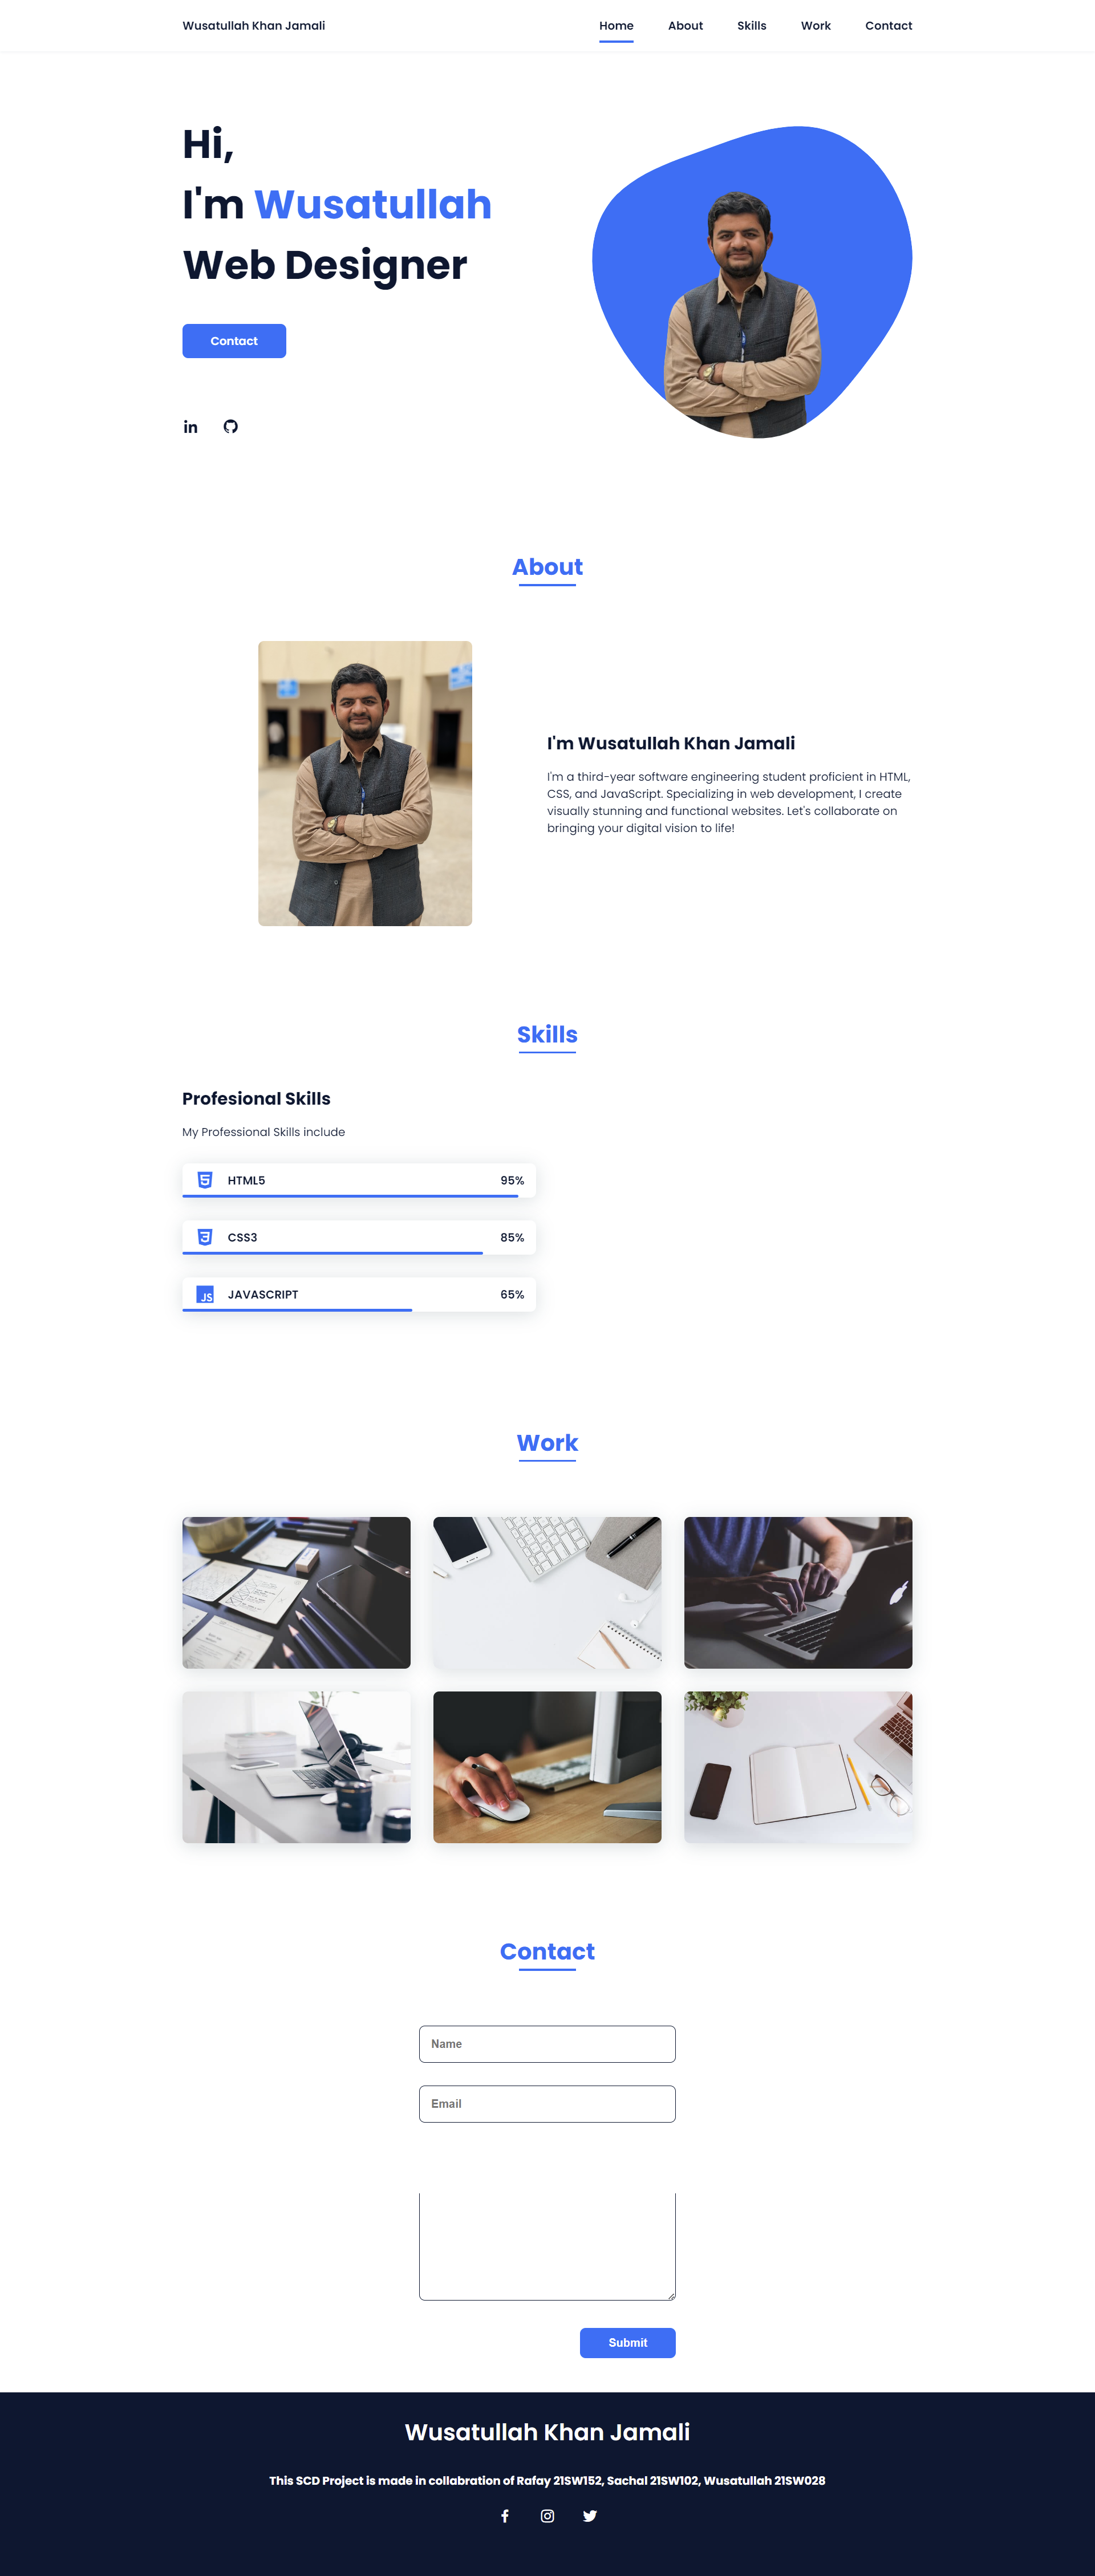 Wusatullah Khan Jamali
Home About Skills Work Contact
Hi,
I'm Wusatullah
Web Designer
Contact
in
About
I'm Wusatullah Khan Jamali
I'm a third-year software engineering student proficient in HTML,
CSS, and JavaScript. Specializing in web development, I create
visually stunning and functional websites. Let's collaborate on
bringing your digital vision to life!
Skills
Profesional Skills
My Professional Skills include
HTML5 95%
CSS3 85%
JS JAVASCRIPT 65%
Work
Contact
Name
Email
Submit
Wusatullah Khan Jamali
This SCD Project is made in collabration of Rafay 21SW152, Sachal 21SW102, Wusatullah 21SW028